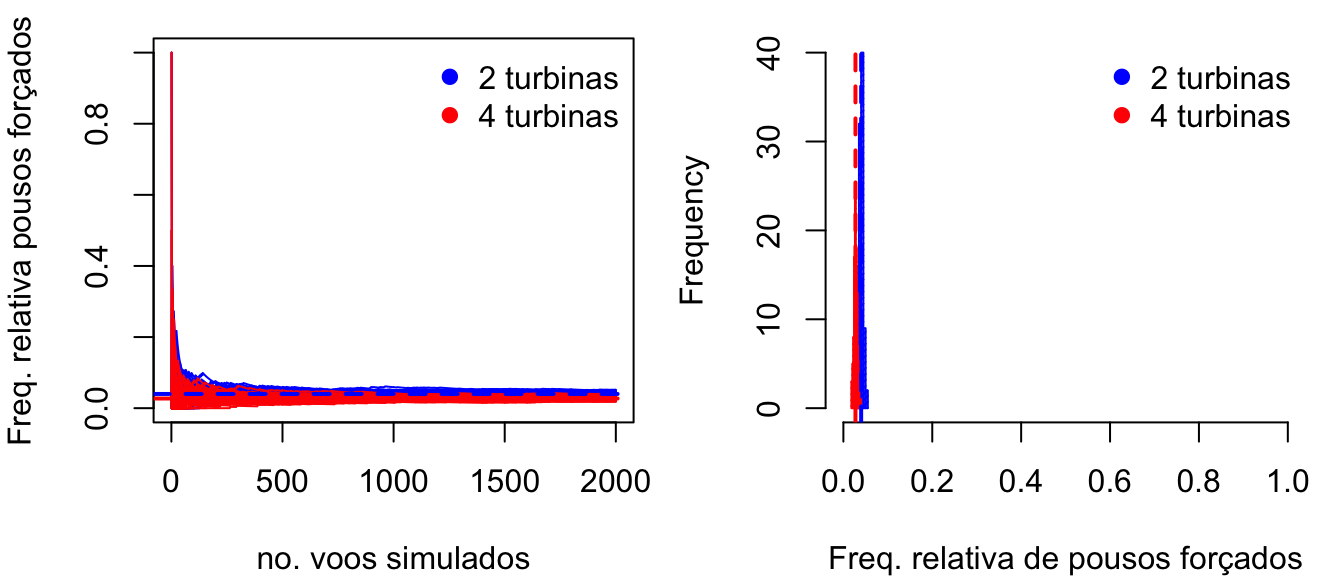 Freq. relativa pousos forçados
0.0
0.4
0.8
2 turbinas
4 turbinas
0
500
1000
1500
2000
no. voos simulados
Frequency
0
10
20
30
40
2 turbinas
4 turbinas
0.0
0.2
0.4
0.6
0.8
1.0
Freq. relativa de pousos forçados